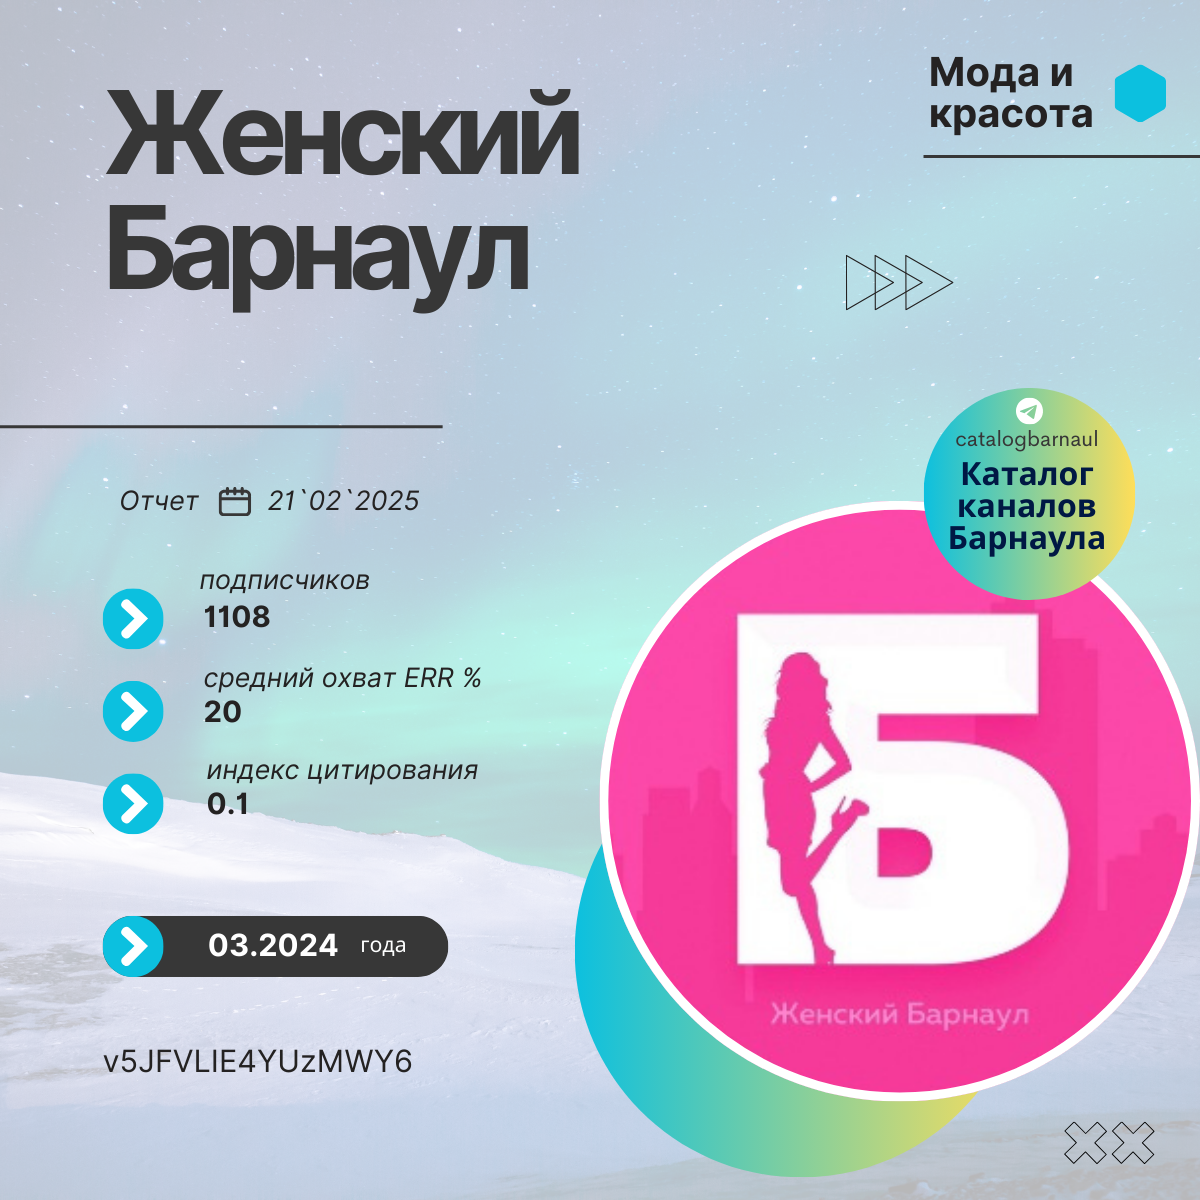 Женский
Барнаул
Мода и
красота
catalogbarnaul
Каталог
каналов
Барнаула
Отчет 21`02`2025
подписчиков
1108
средний охват ERR %
20
индекс цитирования
0.1
03.2024 года
v5JFVLIE4YUzMWY6
Б
Женский Барнаул